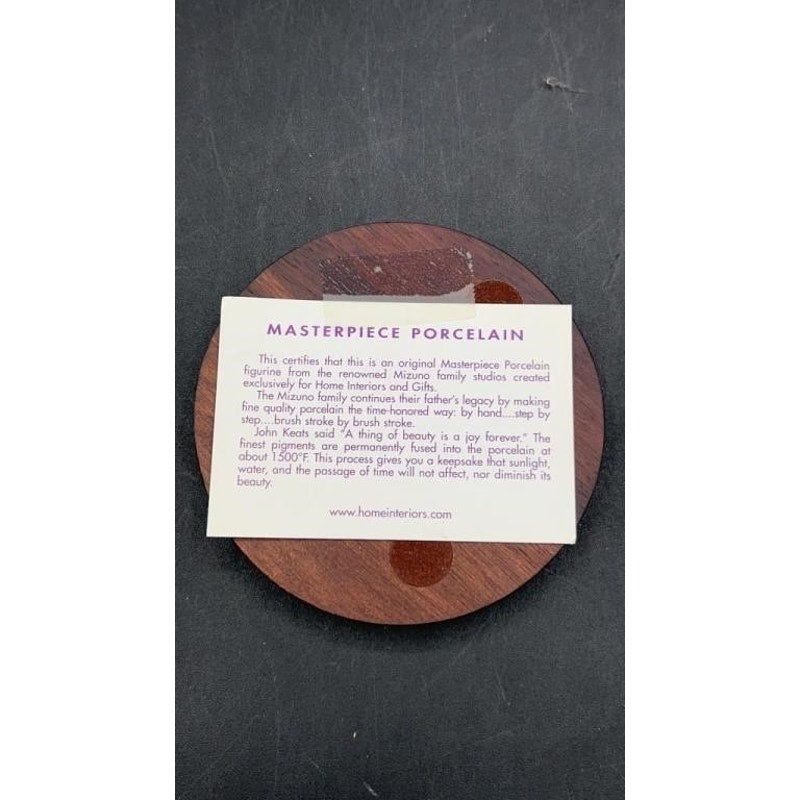 MASTERPIECE PORCELAIN
This certifies that this is an original Masterpiece Porcelain
figurine from the renowned Mizuno family studios created
exclusively for Home Interiors and Gifts.
The Mizuno family continues their father's legacy by making
fine quality porcelain the time-honored way: by hand....step by
step....brush stroke by brush stroke.
John Keats said "A thing of beauty is a joy forever." The
finest pigments are permanently fused into the porcelain at
about 1500°F. This process gives you a keepsake that sunlight,
water, and the passage of time will not affect, nor diminish its
beauty.
www.homeinteriors.com